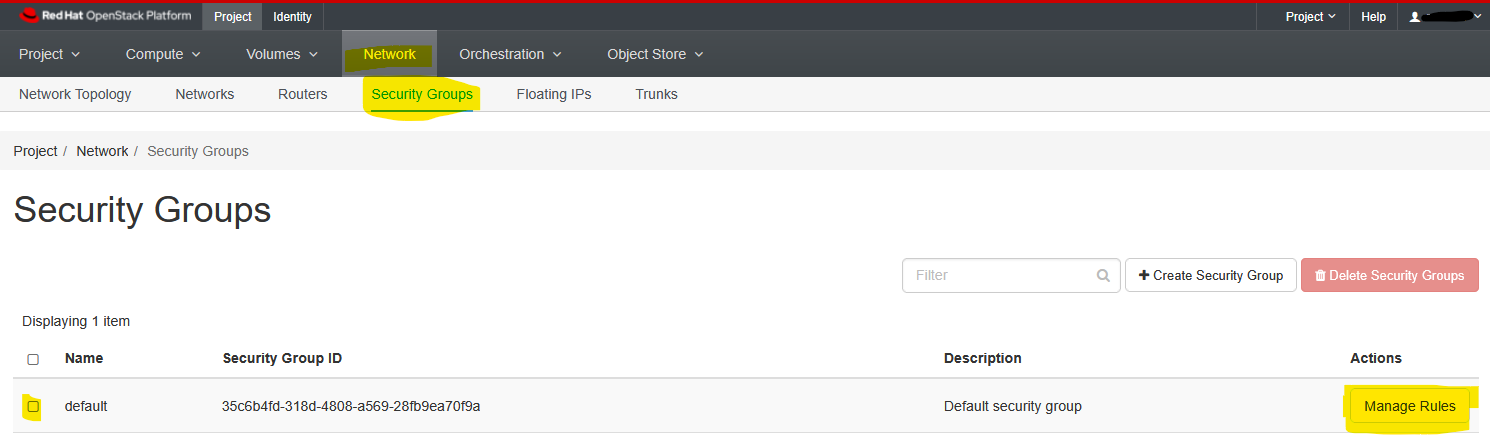 Red Hat OpenStack Platform Project Identity Project Help
Project Compute Volumes Network Orchestration Object Store
Network Topology Networks Routers Security Groups Floating IPs Trunks
Project / Network / Security Groups
Security Groups
Filter Create Security Group Delete Security Groups
Displaying 1 item
Name Security Group ID Description Actions
default 35c6b4fd-318d-4808-a569-28fb9ea70f9a Default security group Manage Rules